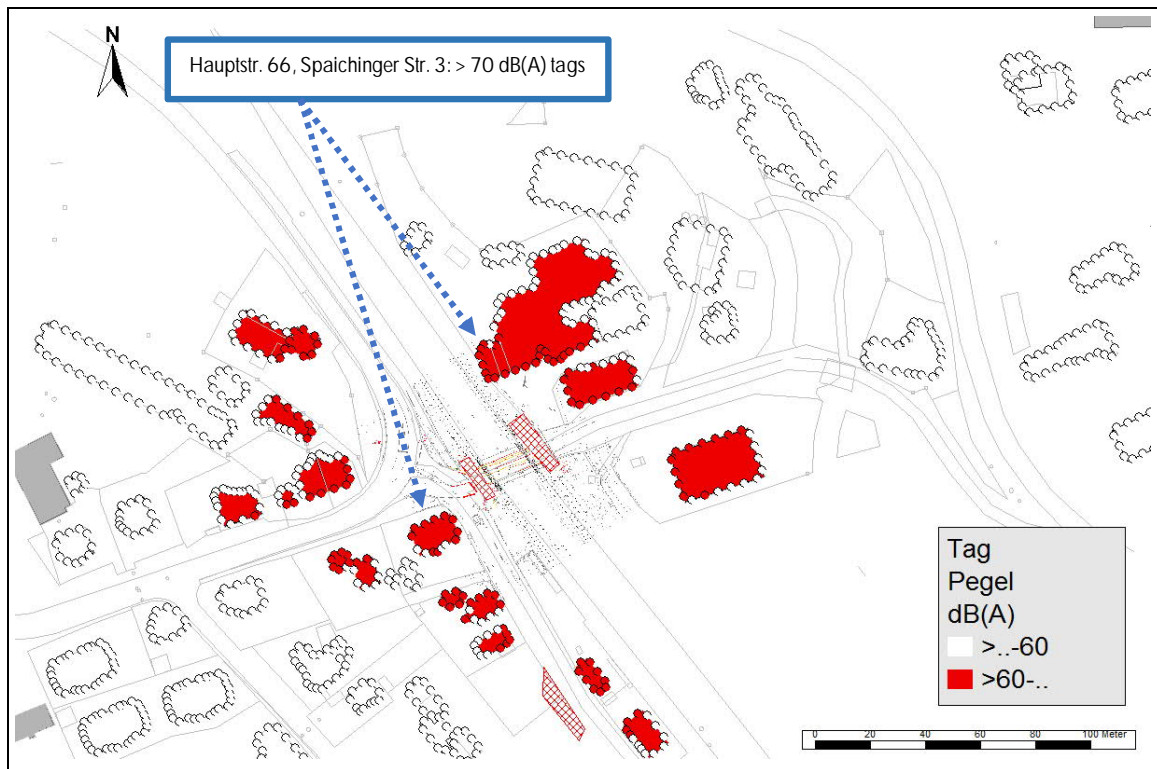 N
Hauptstr. 66, Spaichinger Str. 3: > 70 dB(A) tags
Tag
Pegel
dB(A)
>..-60
>60-..
0 20 40 60 80 100 Meter